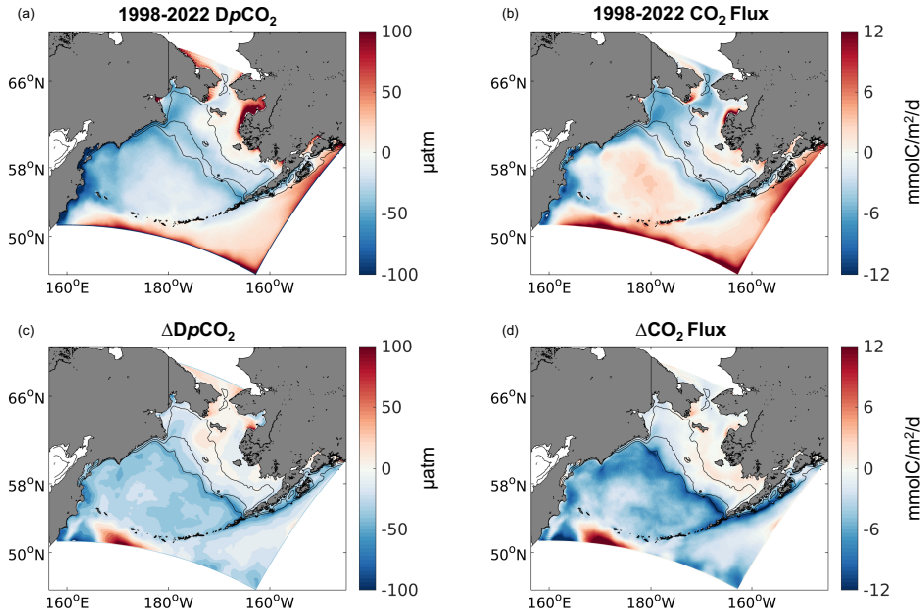 (a) 1998-2022 DpCO2
66°N
58°N
50°N
160°E 180°W 160°W
100
50
0
-50
-100
µatm
(b) 1998-2022 CO2 Flux
66°N
58°N
50°N
160°E 180°W 160°W
12
6
0
-6
-12
mmolC/m²/d
(c) ΔDpCO2
66°N
58°N
50°N
160°E 180°W 160°W
100
50
0
-50
-100
µatm
(d) ΔCO2 Flux
66°N
58°N
50°N
160°E 180°W 160°W
12
6
0
-6
-12
mmolC/m²/d